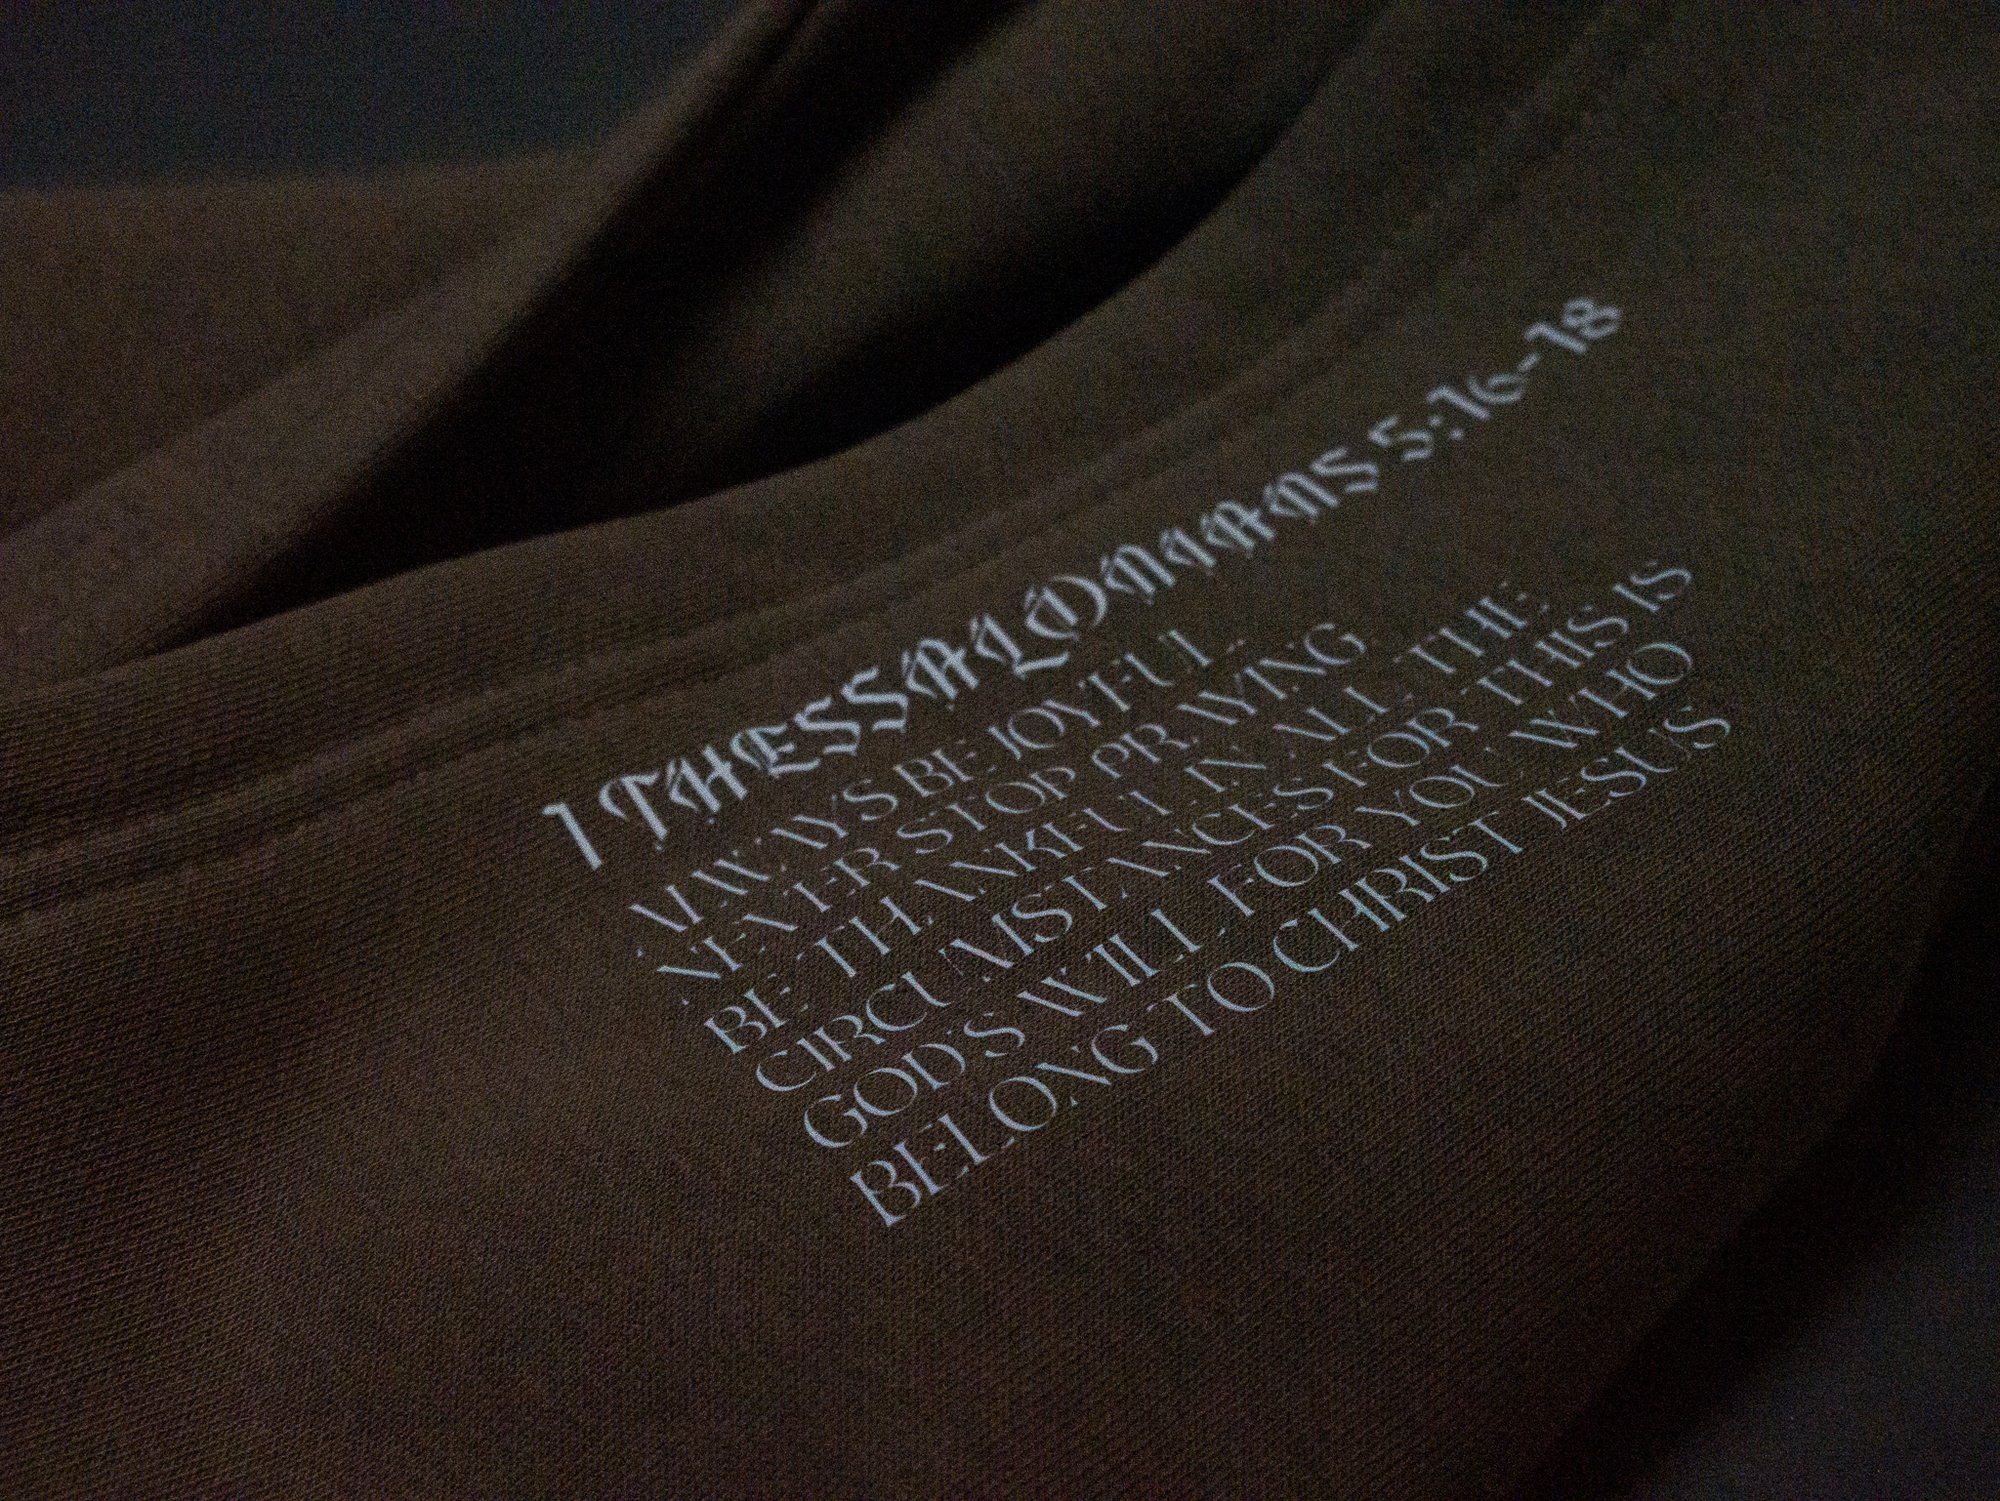 1 THESSALONIANS 5:16-18
ALWAYS BE JOYFUL
NEVER STOP PRAYING
BE THANKFUL IN ALL THE
CIRCUMSTANCES FOR THIS IS
GOD'S WILL FOR YOU WHO
BELONG TO CHRIST JESUS